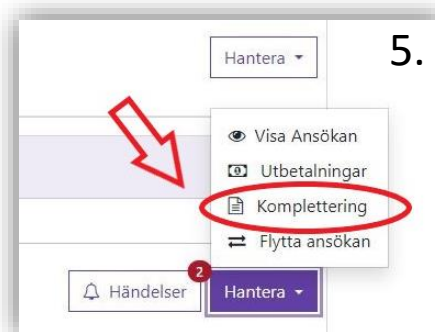 5.
Hantera
Visa Ansökan
Utbetalningar
Komplettering
Flytta ansökan
2
Händelser
Hantera